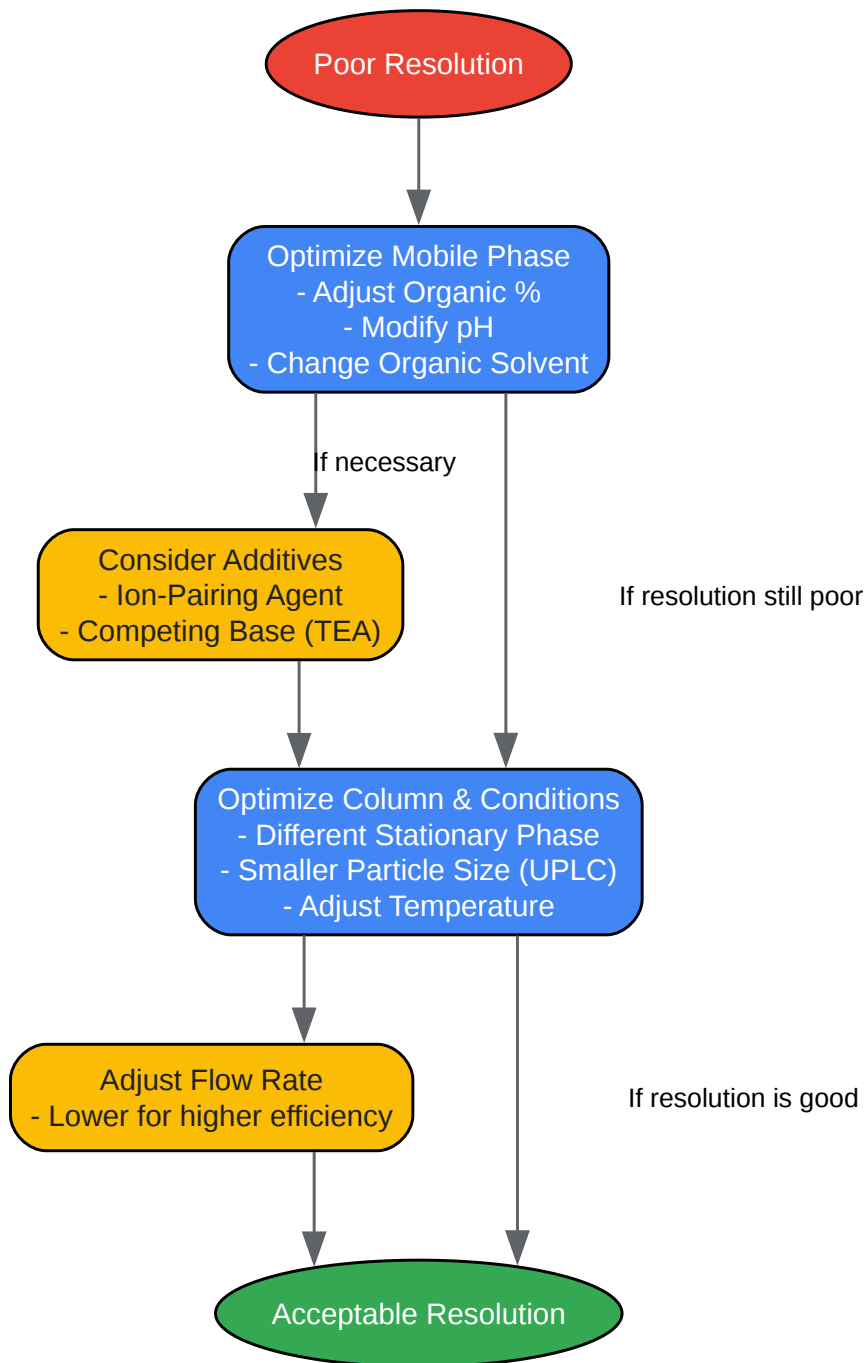 Poor Resolution
Optimize Mobile Phase
- Adjust Organic %
- Modify pH
- Change Organic Solvent
If necessary
Consider Additives
- Ion-Pairing Agent
- Competing Base (TEA)
If resolution still poor
Optimize Column & Conditions
- Different Stationary Phase
- Smaller Particle Size (UPLC)
- Adjust Temperature
Adjust Flow Rate
- Lower for higher efficiency
If resolution is good
Acceptable Resolution